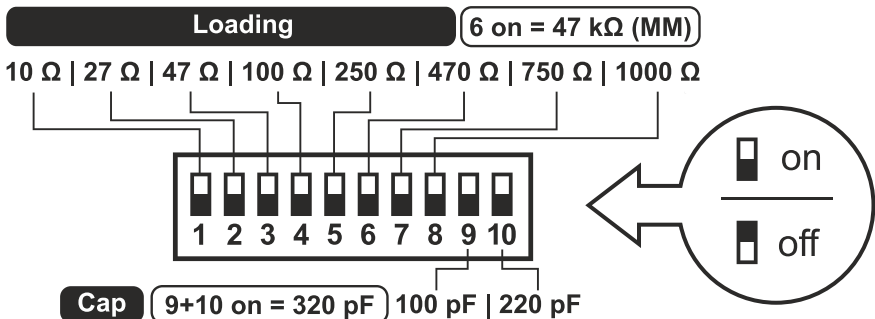 Loading 6 on = 47 kΩ (MM)
10 Ω | 27 Ω | 47 Ω | 100 Ω | 250 Ω | 470 Ω | 750 Ω | 1000 Ω
on
1 2 3 4 5 6 7 8 9 10
off
Cap 9+10 on = 320 pF 100 pF | 220 pF